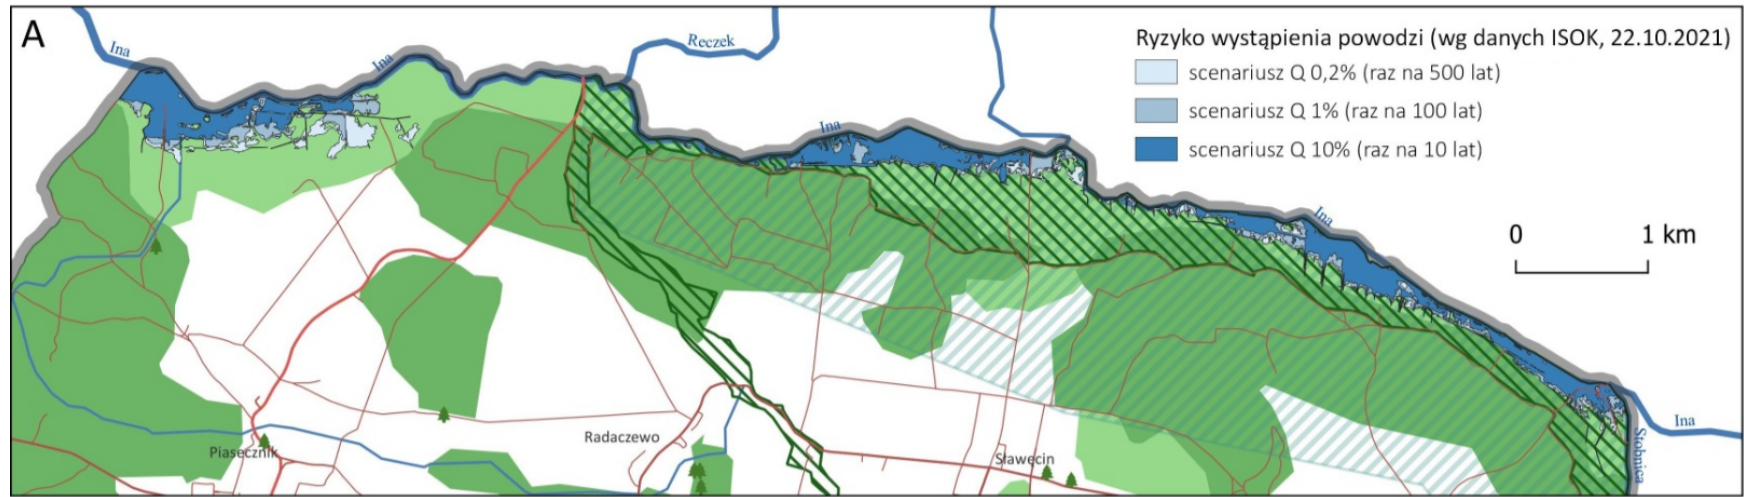 A
Ina
Ina
Reczek
Ryzyko wystąpienia powodzi (wg danych ISOK, 22.10.2021)
scenariusz Q 0,2% (raz na 500 lat)
scenariusz Q 1% (raz na 100 lat)
scenariusz Q 10% (raz na 10 lat)
Ina
Ina
0 1 km
Ina
Stobnica
Piasecznik
Radaczewo
Sławęcin